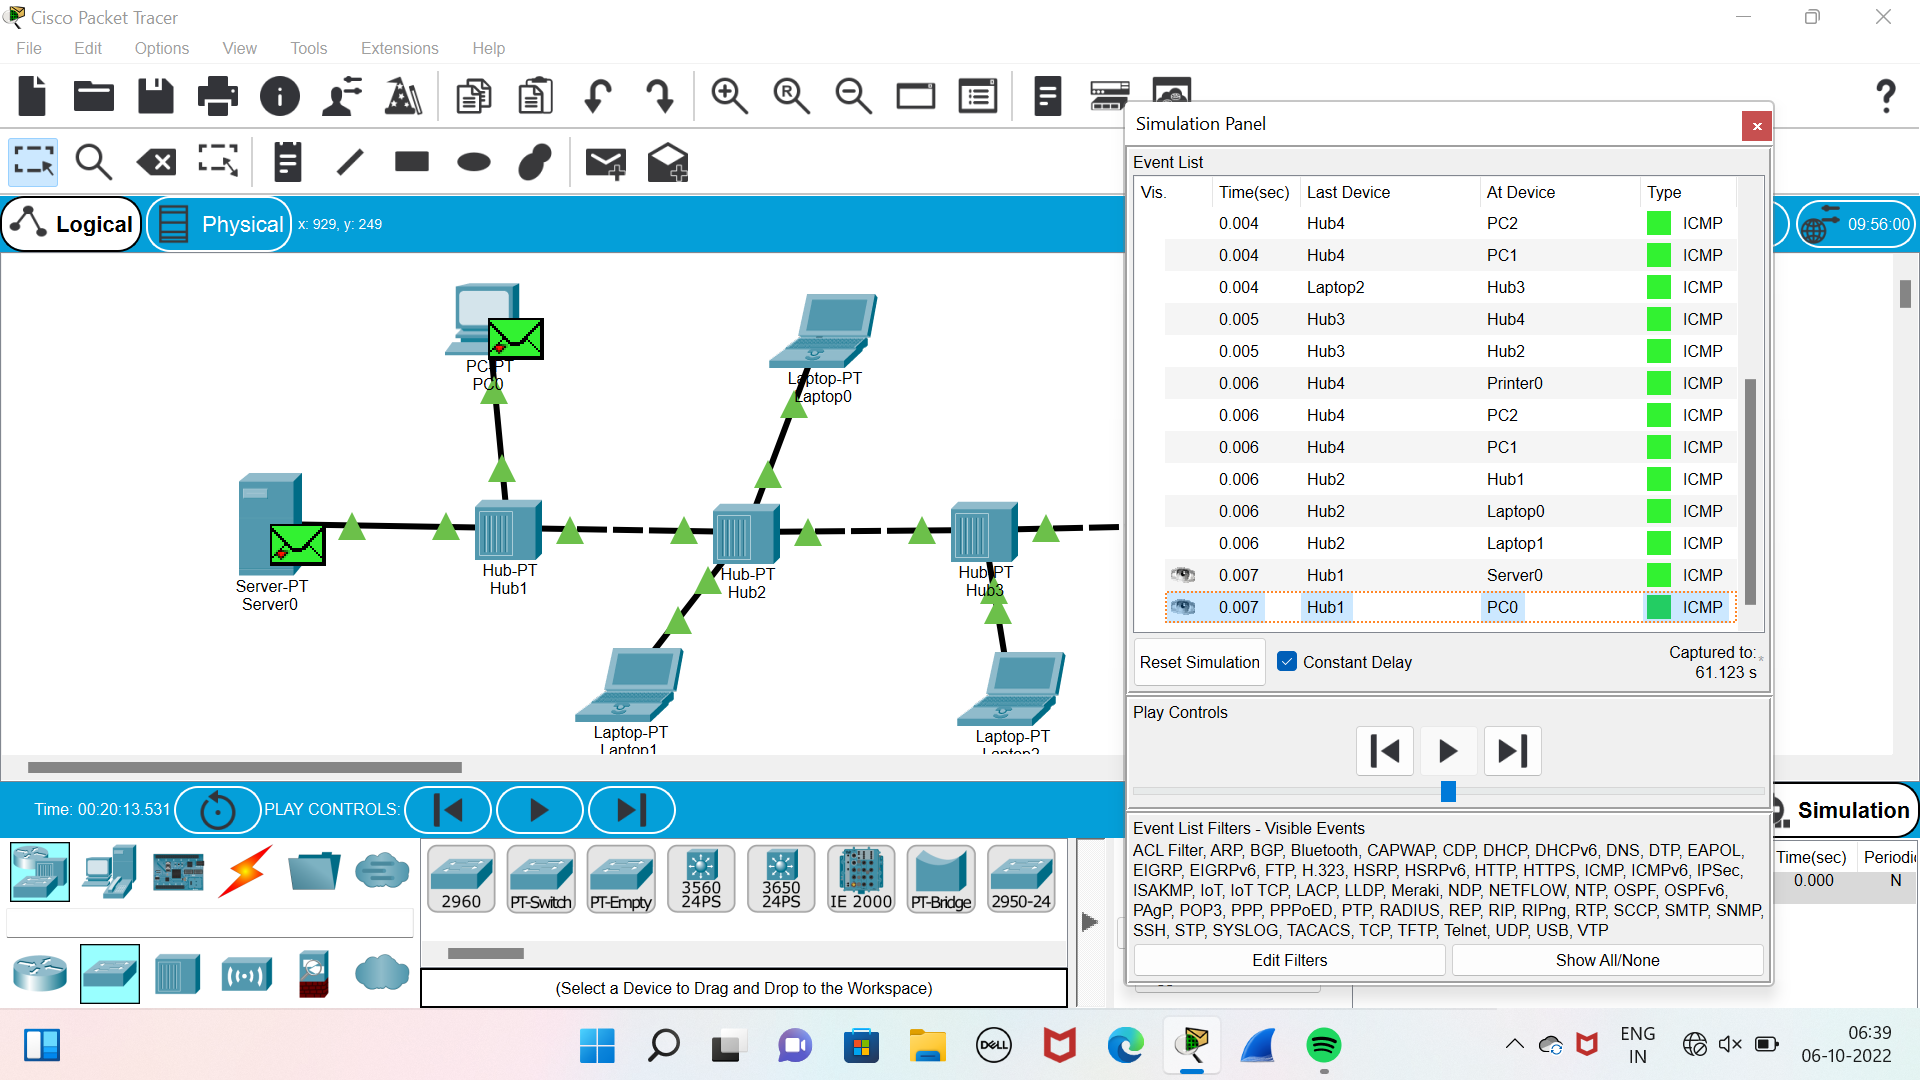 Cisco Packet Tracer
File Edit Options View Tools Extensions Help
Logical
Physical
x: 929, y: 249
09:56:00
PC-PT
PC0
Laptop-PT
Laptop0
Server-PT
Server0
Hub-PT
Hub1
Hub-PT
Hub2
Hub-PT
Hub3
Laptop-PT
Laptop1
Laptop-PT
Laptop2
Simulation Panel
x
Event List
Vis. Time(sec) Last Device At Device Type
0.004 Hub4 PC2 ICMP
0.004 Hub4 PC1 ICMP
0.004 Laptop2 Hub3 ICMP
0.005 Hub3 Hub4 ICMP
0.005 Hub3 Hub2 ICMP
0.006 Hub4 Printer0 ICMP
0.006 Hub4 PC2 ICMP
0.006 Hub4 PC1 ICMP
0.006 Hub2 Hub1 ICMP
0.006 Hub2 Laptop0 ICMP
0.006 Hub2 Laptop1 ICMP
0.007 Hub1 Server0 ICMP
0.007 Hub1 PC0 ICMP
Reset Simulation
Constant Delay
Captured to:
61.123 s
Play Controls
Event List Filters - Visible Events
ACL Filter, ARP, BGP, Bluetooth, CAPWAP, CDP, DHCP, DHCPv6, DNS, DTP, EAPOL,
EIGRP, EIGRPv6, FTP, H.323, HSRP, HSRPv6, HTTP, HTTPS, ICMP, ICMPv6, IPSec,
ISAKMP, IoT, IoT TCP, LACP, LLDP, Meraki, NDP, NETFLOW, NTP, OSPF, OSPFv6,
PAgP, POP3, PPP, PPPoED, PTP, RADIUS, REP, RIP, RIPng, RTP, SCCP, SMTP, SNMP,
SSH, STP, SYSLOG, TACACS, TCP, TFTP, Telnet, UDP, USB, VTP
Edit Filters
Show All/None
Time: 00:20:13.531
PLAY CONTROLS:
Simulation
Time(sec)
0.000 N
2960
PT-Switch
PT-Empty
3560
24PS
3650
24PS
IE 2000
PT-Bridge
2950-24
(Select a Device to Drag and Drop to the Workspace)
DELL
ENG
IN
06:39
06-10-2022